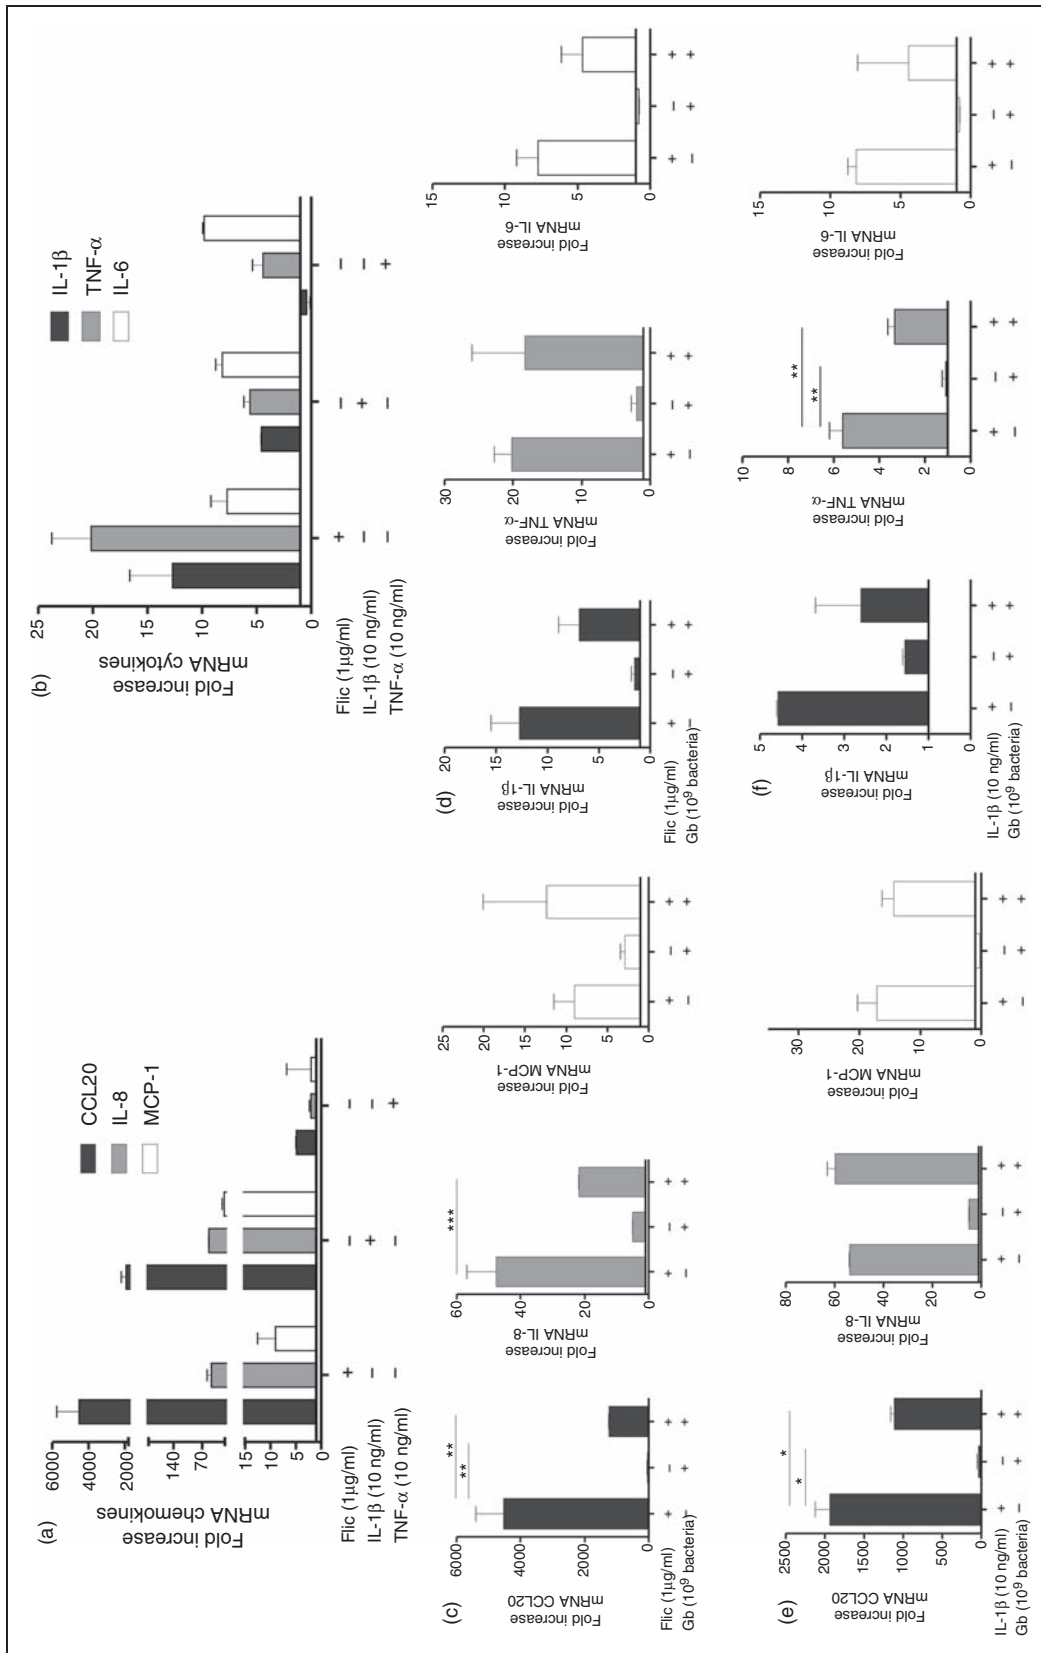 (a)
Fold increase
mRNA chemokines
6000
4000
2000
140
70
15
10
5
0
CCL20
IL-8
MCP-1
Flic (1µg/ml) + − −
IL-1β (10 ng/ml) − + −
TNF-α (10 ng/ml) − − +
(b)
Fold increase
mRNA cytokines
25
20
15
10
5
0
IL-1β
TNF-α
IL-6
Flic (1µg/ml) + − −
IL-1β (10 ng/ml) − + −
TNF-α (10 ng/ml) − − +
(c)
Fold increase
mRNA CCL20
6000
4000
2000
0
**
**
Flic (1µg/ml) + − +
Gb (10⁹ bacteria) − + +
Fold increase
mRNA IL-8
60
40
20
0
***
+ − +
− + +
Fold increase
mRNA MCP-1
25
20
15
10
5
0
+ − +
− + +
(d)
Fold increase
mRNA IL-1β
20
15
10
5
0
Flic (1µg/ml) + − +
Gb (10⁹ bacteria) − + +
Fold increase
mRNA TNF-α
30
20
10
0
+ − +
− + +
Fold increase
mRNA IL-6
15
10
5
0
+ − +
− + +
(e)
Fold increase
mRNA CCL20
2500
2000
1500
1000
500
0
*
*
IL-1β (10 ng/ml) + − +
Gb (10⁹ bacteria) − + +
Fold increase
mRNA IL-8
80
60
40
20
0
+ − +
− + +
Fold increase
mRNA MCP-1
30
20
10
0
+ − +
− + +
(f)
Fold increase
mRNA IL-1β
5
4
3
2
1
0
IL-1β (10 ng/ml) + − +
Gb (10⁹ bacteria) − + +
Fold increase
mRNA TNF-α
10
8
6
4
2
0
**
**
+ − +
− + +
Fold increase
mRNA IL-6
15
10
5
0
+ − +
− + +